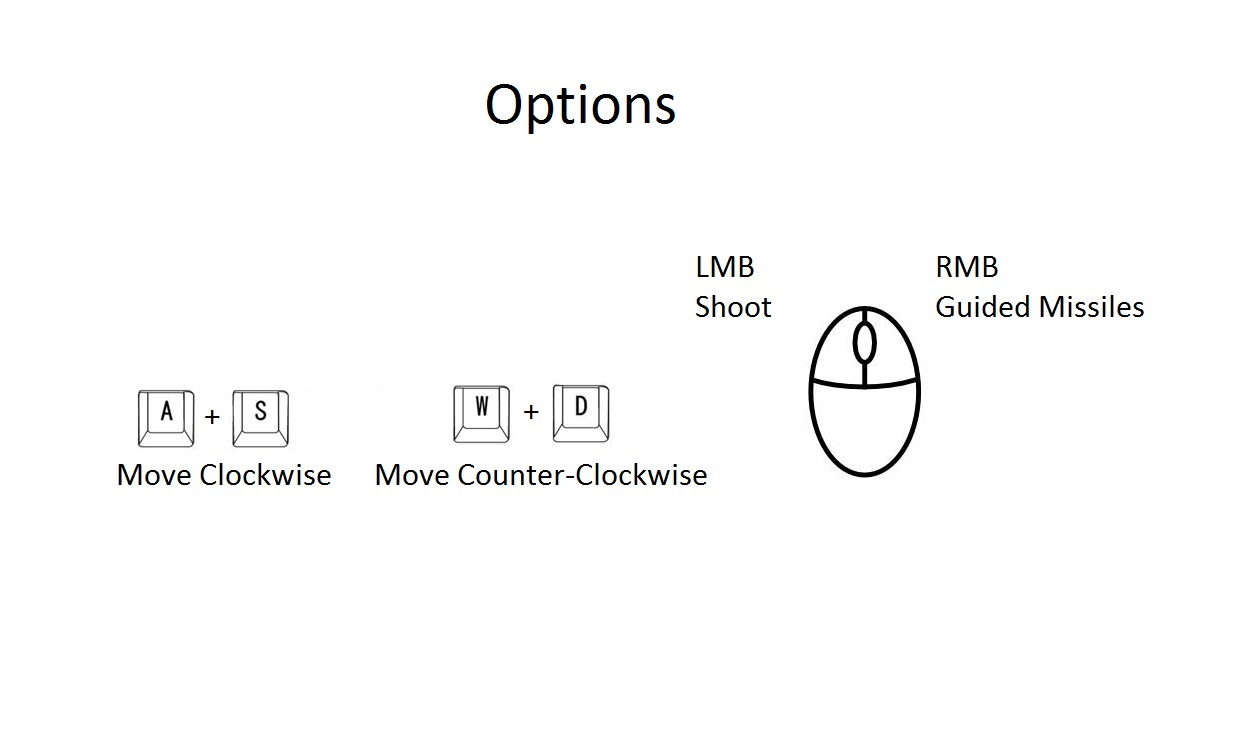 Options
LMB
Shoot
RMB
Guided Missiles
A + S
Move Clockwise
W + D
Move Counter-Clockwise